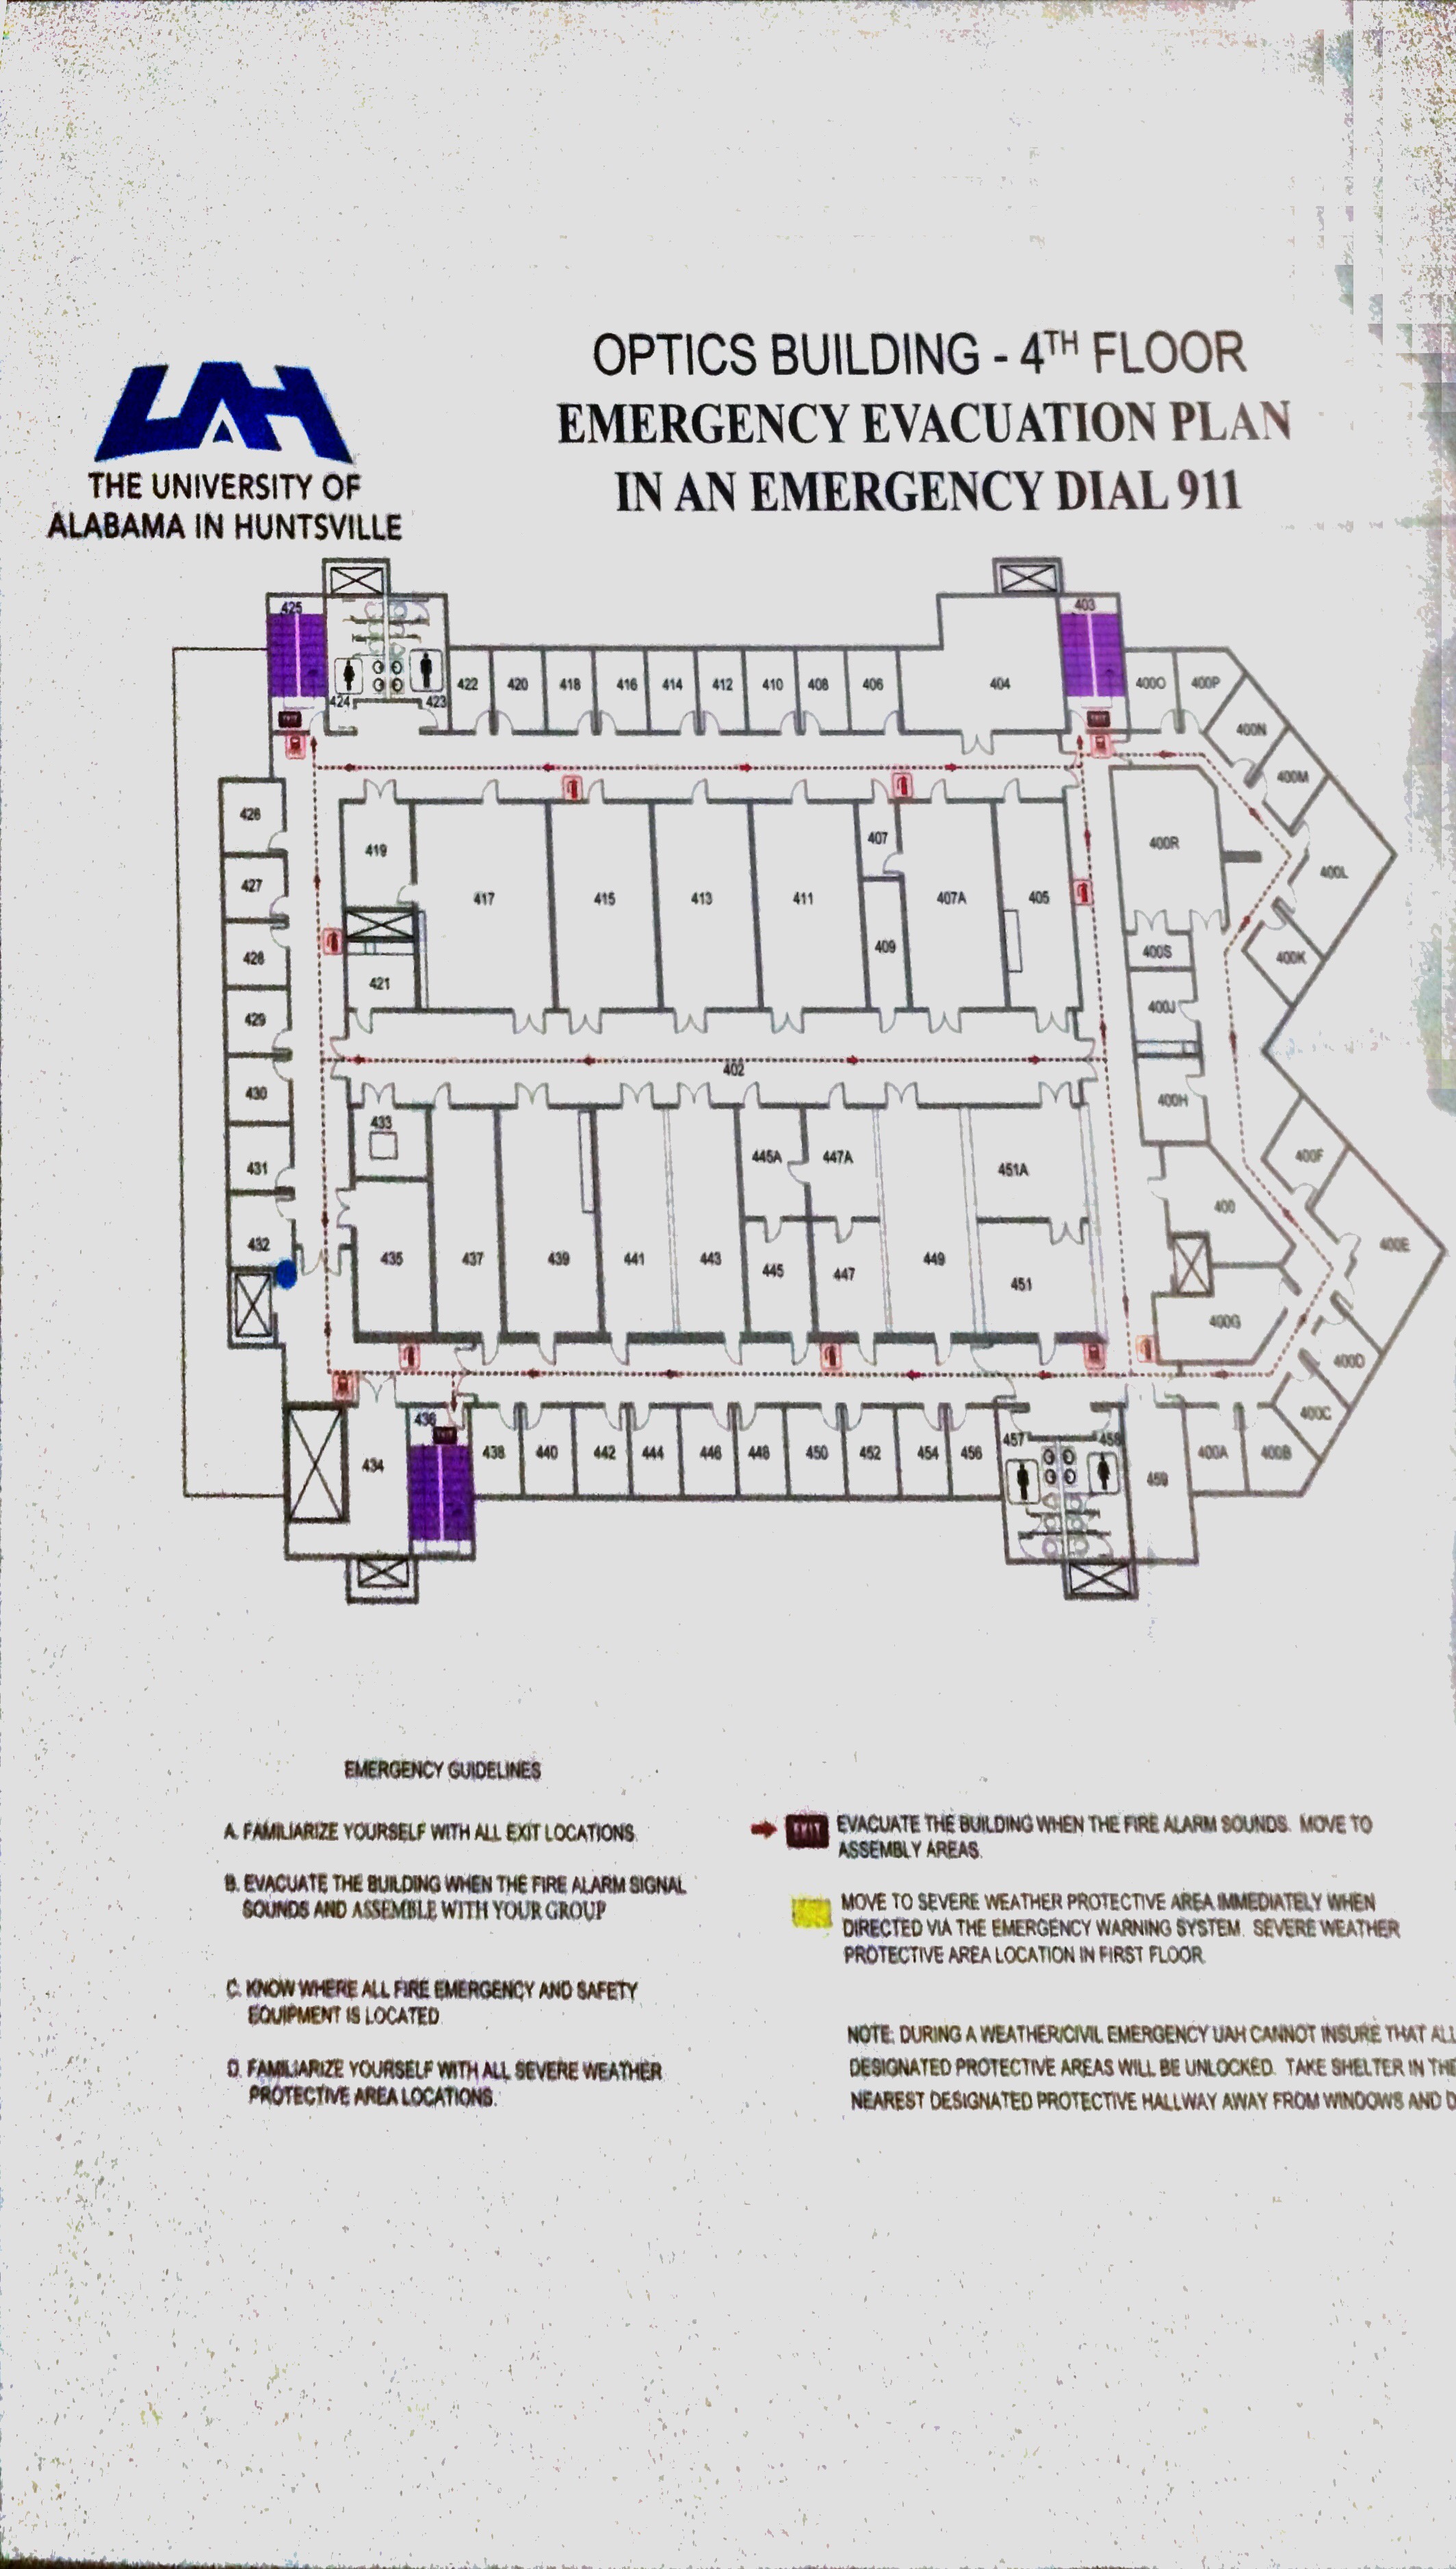 UAH
THE UNIVERSITY OF
ALABAMA IN HUNTSVILLE
OPTICS BUILDING - 4TH FLOOR
EMERGENCY EVACUATION PLAN
IN AN EMERGENCY DIAL 911
425
403
424
423
422
420
418
416
414
412
410
408
406
404
400O
400P
400N
400M
426
419
407
400R
400L
427
417
415
413
411
407A
405
428
409
400S
400K
421
400J
429
402
430
433
400H
431
445A
447A
451A
400F
400
432
435
437
439
441
443
445
447
449
451
400E
400G
400D
400C
436
EXIT
434
438
440
442
444
446
448
450
452
454
456
457
458
459
400A
400B
EMERGENCY GUIDELINES
A. FAMILIARIZE YOURSELF WITH ALL EXIT LOCATIONS.
B. EVACUATE THE BUILDING WHEN THE FIRE ALARM SIGNAL
SOUNDS AND ASSEMBLE WITH YOUR GROUP
C. KNOW WHERE ALL FIRE EMERGENCY AND SAFETY
EQUIPMENT IS LOCATED
D. FAMILIARIZE YOURSELF WITH ALL SEVERE WEATHER
PROTECTIVE AREA LOCATIONS.
EXIT
EVACUATE THE BUILDING WHEN THE FIRE ALARM SOUNDS. MOVE TO
ASSEMBLY AREAS.
MOVE TO SEVERE WEATHER PROTECTIVE AREA IMMEDIATELY WHEN
DIRECTED VIA THE EMERGENCY WARNING SYSTEM. SEVERE WEATHER
PROTECTIVE AREA LOCATION IN FIRST FLOOR.
NOTE: DURING A WEATHER/CIVIL EMERGENCY UAH CANNOT INSURE THAT ALL
DESIGNATED PROTECTIVE AREAS WILL BE UNLOCKED. TAKE SHELTER IN THE
NEAREST DESIGNATED PROTECTIVE HALLWAY AWAY FROM WINDOWS AND